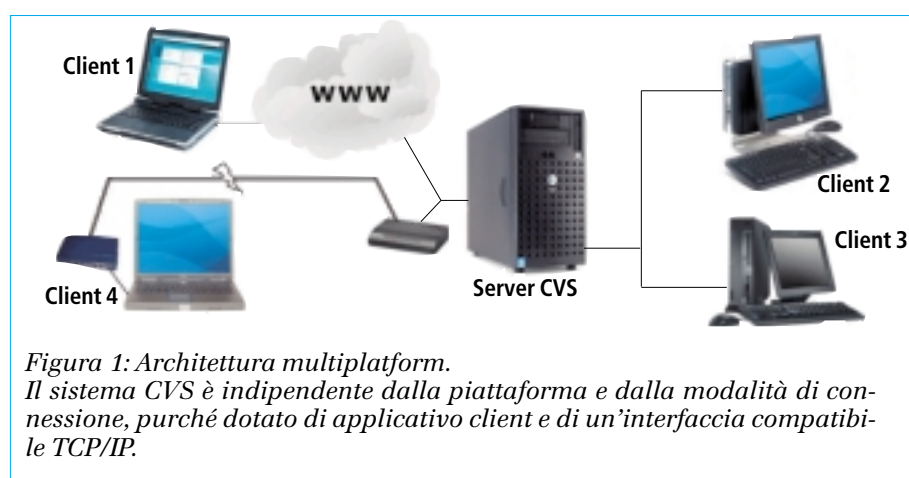 Client 1
www
Client 2
Client 3
Client 4
Server CVS
Figura 1: Architettura multiplatform.
Il sistema CVS è indipendente dalla piattaforma e dalla modalità di con-
nessione, purché dotato di applicativo client e di un'interfaccia compatibi-
le TCP/IP.